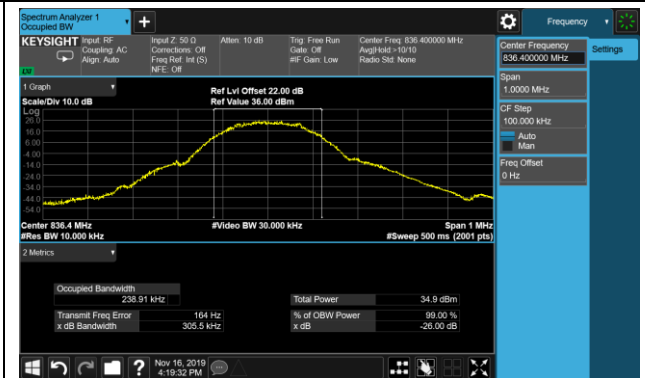 Spectrum Analyzer 1
Occupied BW
Frequency
KEYSIGHT
Input: RF
Coupling: AC
Align: Auto
Input Z: 50 Ω
Corrections: Off
Freq Ref: Int (S)
NFE: Off
Atten: 10 dB
Trig: Free Run
Gate: Off
#IF Gain: Low
Center Freq: 836.400000 MHz
Avg|Hold:>10/10
Radio Std: None
Center Frequency
836.400000 MHz
Settings
Span
1.0000 MHz
CF Step
100.000 kHz
Auto
Man
Freq Offset
0 Hz
1 Graph
Scale/Div 10.0 dB
Ref Lvl Offset 22.00 dB
Ref Value 36.00 dBm
Log
26.0
16.0
6.00
-4.00
-14.0
-24.0
-34.0
-44.0
-54.0
Center 836.4 MHz
#Res BW 10.000 kHz
#Video BW 30.000 kHz
Span 1 MHz
#Sweep 500 ms (2001 pts)
2 Metrics
Occupied Bandwidth
238.91 kHz
Total Power 34.9 dBm
Transmit Freq Error 164 Hz
% of OBW Power 99.00 %
x dB Bandwidth 305.5 kHz
x dB -26.00 dB
?
Nov 16, 2019
4:19:32 PM